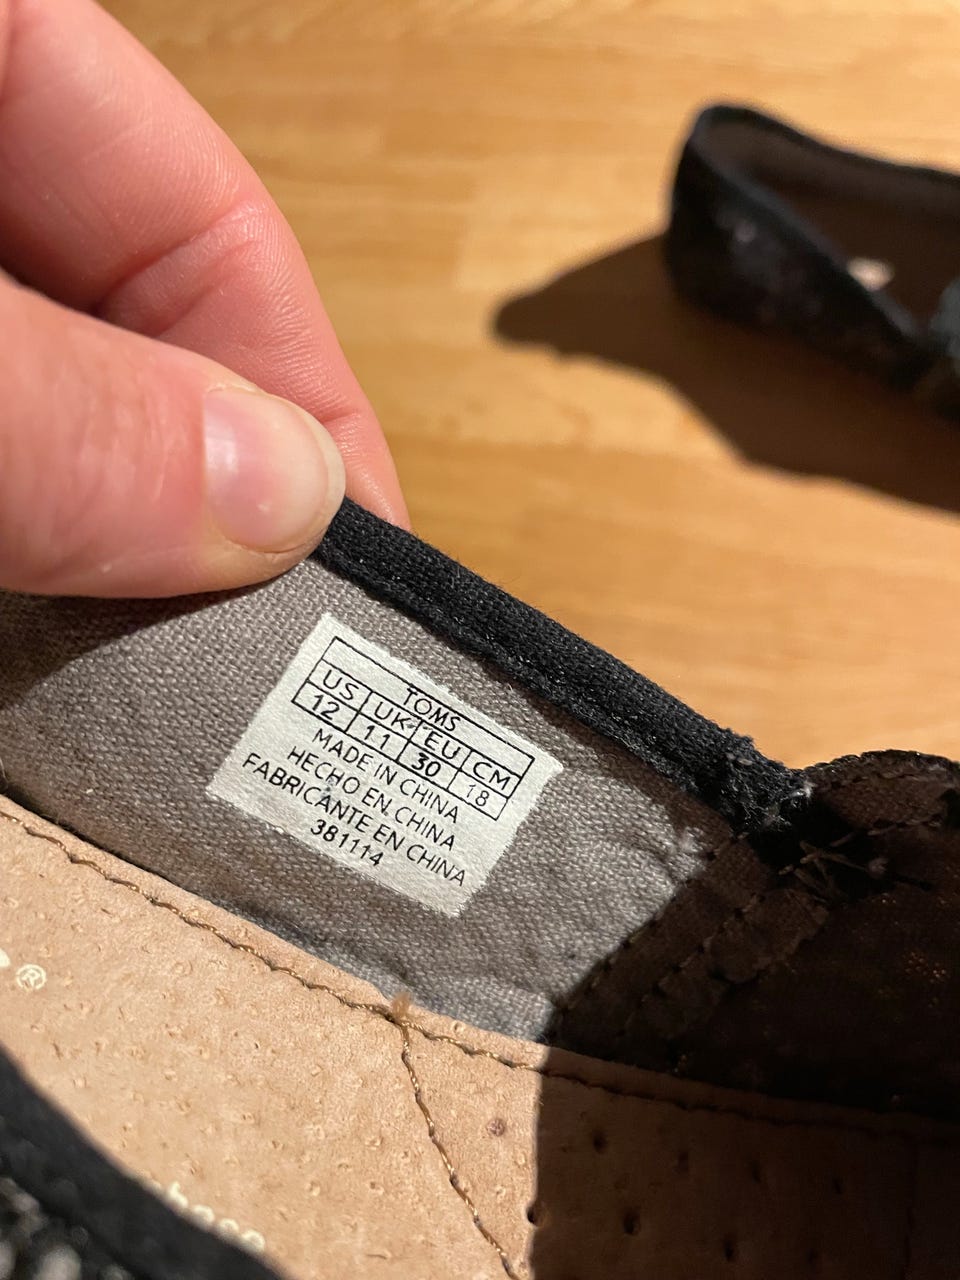 TOMS
US UK EU CM
12 11 30 18
MADE IN CHINA
HECHO EN CHINA
FABRICANTE EN CHINA
381114
®